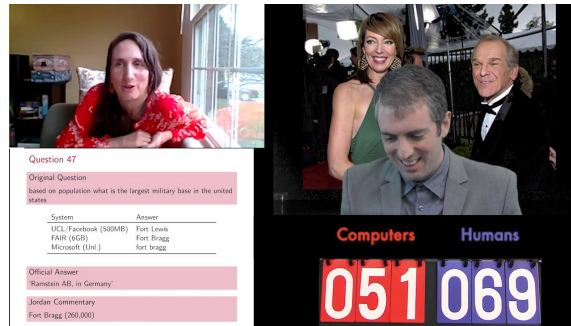 Question 47
Original Question
based on population what is the largest military base in the united
states
System Answer
UCL/Facebook (500MB) Fort Lewis
FAIR (6GB) Fort Bragg
Microsoft (Unl.) fort bragg
Official Answer
'Ramstein AB, in Germany'
Jordan Commentary
Fort Bragg (260,000)
Computers Humans
051 069